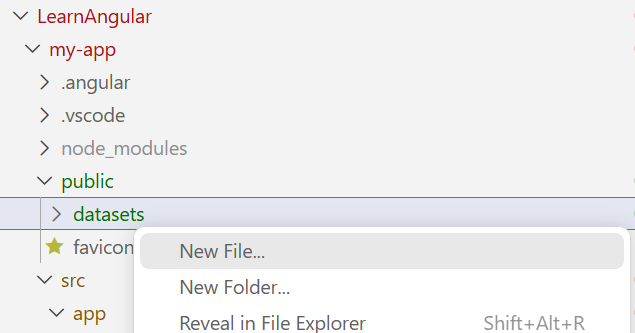 LearnAngular
my-app
.angular
.vscode
node_modules
public
datasets
favicon
New File...
src
New Folder...
app
Reveal in File Explorer Shift+Alt+R